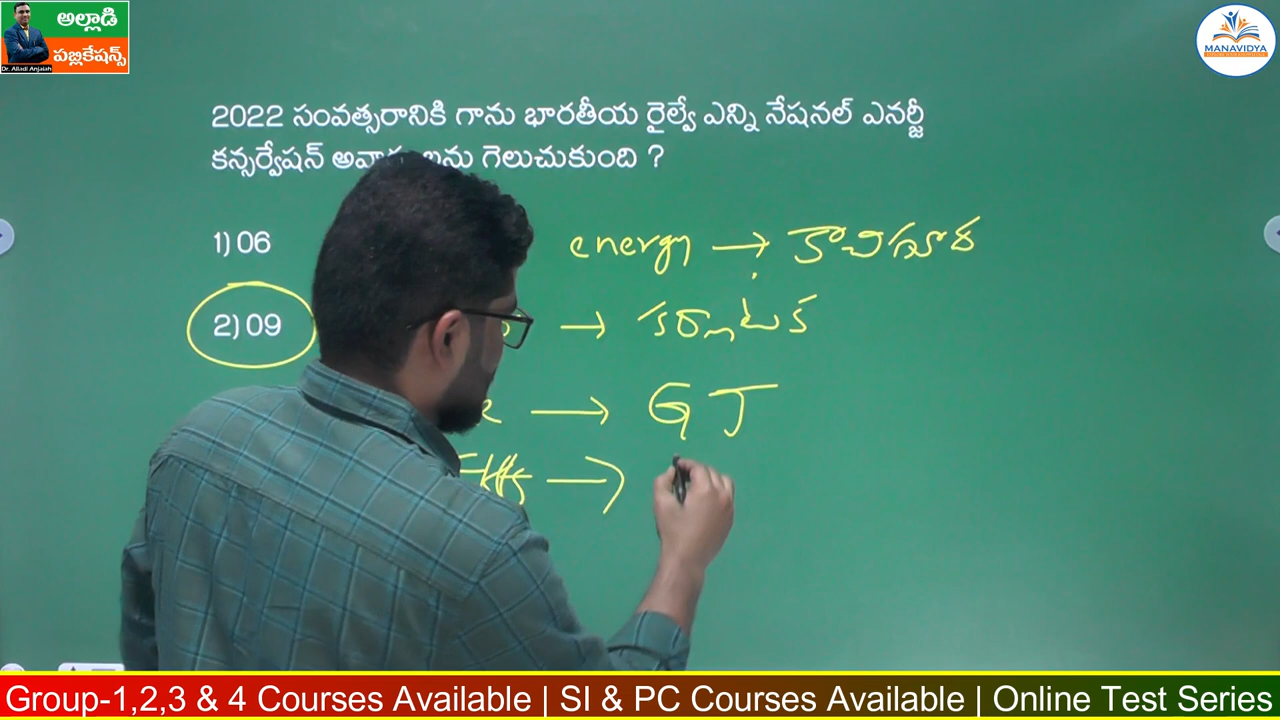 అల్లాడి
పబ్లికేషన్స్
Dr. Alladi Anjaiah
MANAVIDYA
2022 సంవత్సరానికి గాను భారతీయ రైల్వే ఎన్ని నేషనల్ ఎనర్జీ
కన్సర్వేషన్ గెలుచుకుంది ?
1) 06
energy → కాచిగూడ
2) 09
→ కర్ణాటక
→ GJ
→
Group-1,2,3 & 4 Courses Available | SI & PC Courses Available | Online Test Series